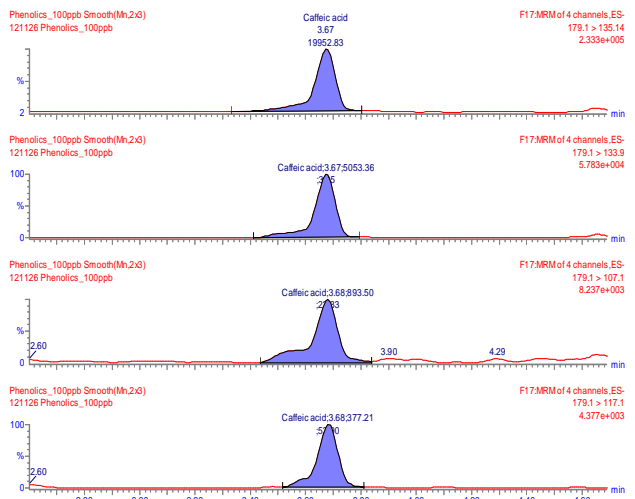 Phenolics_100ppb Smooth(Mn,2x3)
121126 Phenolics_100ppb
F17:MRM of 4 channels,ES-
179.1 > 135.14
2.333e+005
Caffeic acid
3.67
19952.83
%
2
min
Phenolics_100ppb Smooth(Mn,2x3)
121126 Phenolics_100ppb
F17:MRM of 4 channels,ES-
179.1 > 133.9
5.783e+004
Caffeic acid;3.67;5053.36
100
%
0
min
Phenolics_100ppb Smooth(Mn,2x3)
121126 Phenolics_100ppb
F17:MRM of 4 channels,ES-
179.1 > 107.1
8.237e+003
Caffeic acid;3.68;893.50
2.60
3.90
4.29
%
0
min
Phenolics_100ppb Smooth(Mn,2x3)
121126 Phenolics_100ppb
F17:MRM of 4 channels,ES-
179.1 > 117.1
4.377e+003
Caffeic acid;3.68;377.21
100
%
2.60
0
min